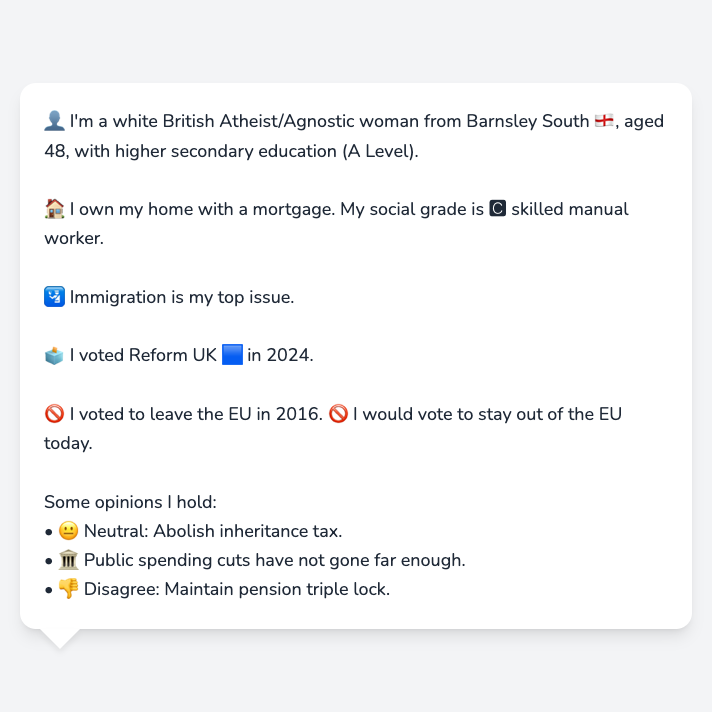 👤 I'm a white British Atheist/Agnostic woman from Barnsley South 🏴󠁧󠁢󠁥󠁮󠁧󠁿, aged
48, with higher secondary education (A Level).
🏠 I own my home with a mortgage. My social grade is 🅲 skilled manual
worker.
🛂 Immigration is my top issue.
🗳️ I voted Reform UK 🟦 in 2024.
🚫 I voted to leave the EU in 2016. 🚫 I would vote to stay out of the EU
today.
Some opinions I hold:
• 😐 Neutral: Abolish inheritance tax.
• 🏛️ Public spending cuts have not gone far enough.
• 👎 Disagree: Maintain pension triple lock.